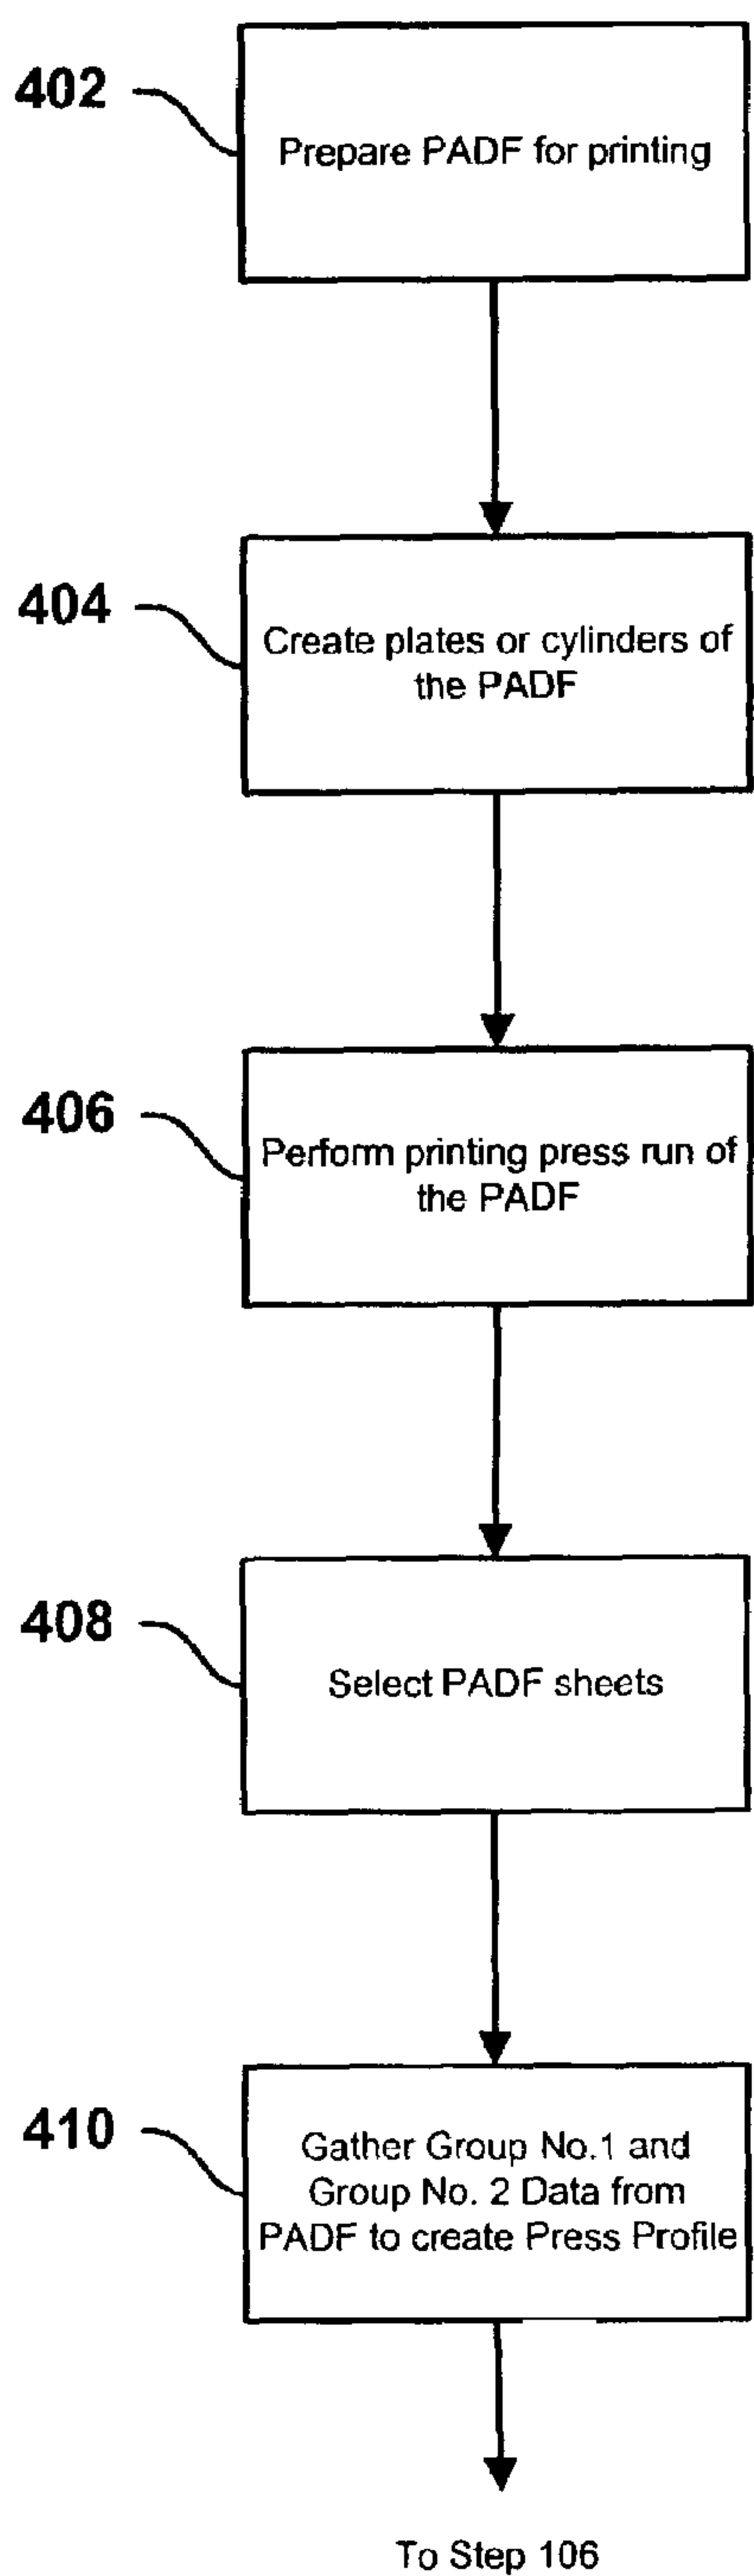 402
Prepare PADF for printing
404
Create plates or cylinders of
the PADF
406
Perform printing press run of
the PADF
408
Select PADF sheets
410
Gather Group No.1 and
Group No. 2 Data from
PADF to create Press Profile
To Step 106